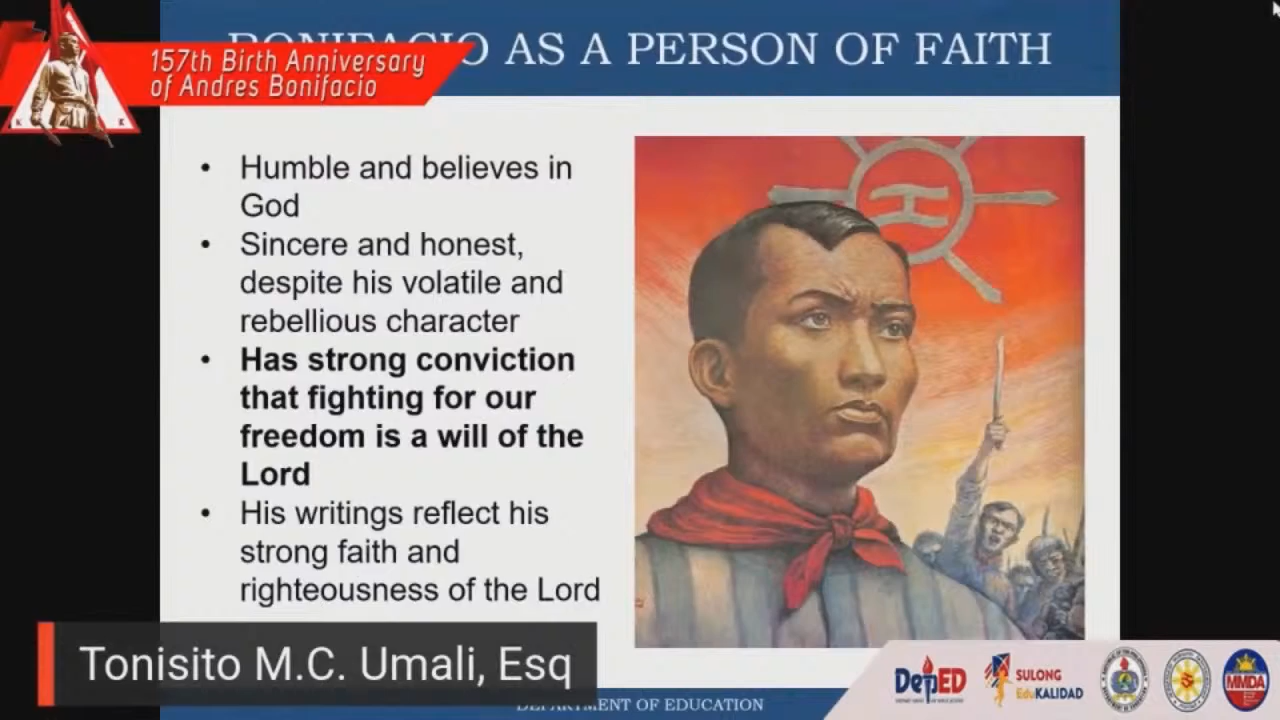 BONIFACIO AS A PERSON OF FAITH
157th Birth Anniversary
of Andres Bonifacio
K K
• Humble and believes in
God
• Sincere and honest,
despite his volatile and
rebellious character
• Has strong conviction
that fighting for our
freedom is a will of the
Lord
• His writings reflect his
strong faith and
righteousness of the Lord
Tonisito M.C. Umali, Esq
DEPARTMENT OF EDUCATION
DepED
SULONG
EduKALIDAD
MMDA